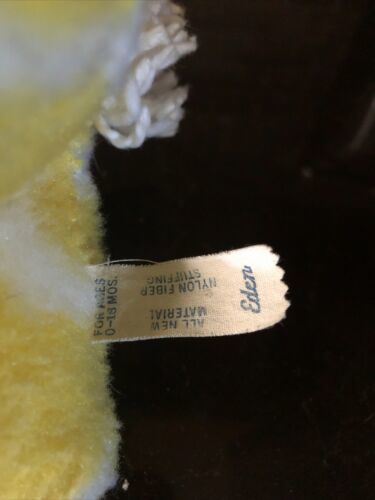 Eden
ALL NEW
MATERIAL
NYLON FIBER
STUFFING
FOR AGES
0-18 MOS.